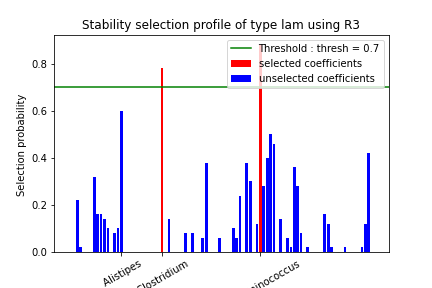 Stability selection profile of type lam using R3
Threshold : thresh = 0.7
selected coefficients
unselected coefficients
Selection probability
0.8
0.6
0.4
0.2
0.0
Alistipes
Clostridium